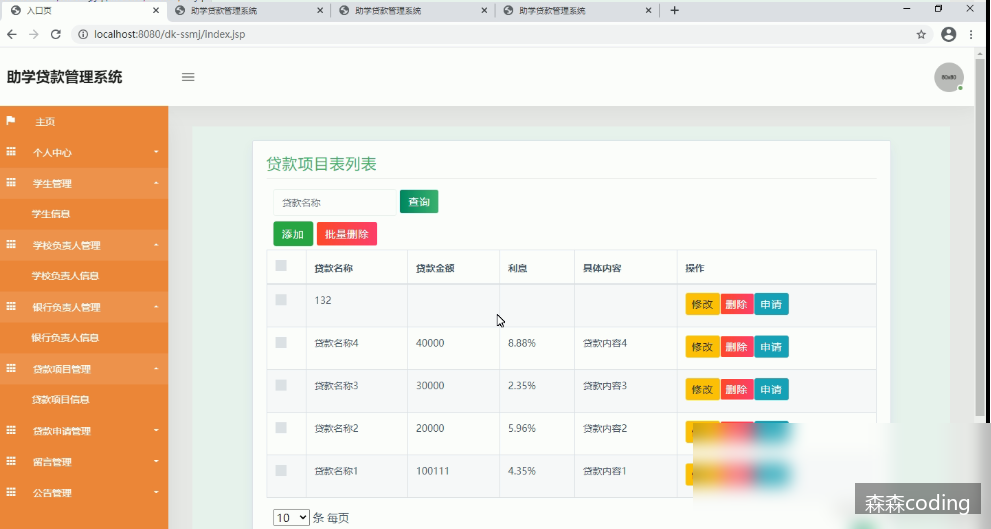 入口页
助学贷款管理系统
助学贷款管理系统
助学贷款管理系统
localhost:8080/dk-ssmj/index.jsp
助学贷款管理系统
主页
个人中心
学生管理
学生信息
学校负责人管理
学校负责人信息
银行负责人管理
银行负责人信息
贷款项目管理
贷款项目信息
贷款申请管理
留言管理
公告管理
贷款项目表列表
贷款名称
查询
添加 批量删除
贷款名称 贷款金额 利息 具体内容 操作
132 修改 删除 申请
贷款名称4 40000 8.88% 贷款内容4 修改 删除 申请
贷款名称3 30000 2.35% 贷款内容3 修改 删除 申请
贷款名称2 20000 5.96% 贷款内容2
贷款名称1 100111 4.35% 贷款内容1
10 条 每页
森森coding